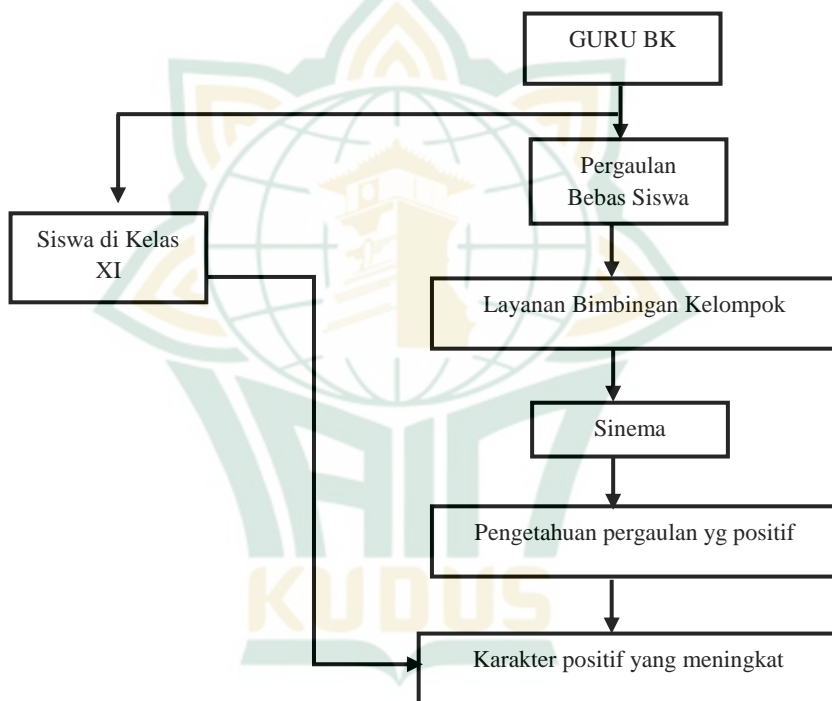 GURU BK
Pergaulan
Bebas Siswa
Siswa di Kelas
XI
Layanan Bimbingan Kelompok
Sinema
Pengetahuan pergaulan yg positif
Karakter positif yang meningkat
IAIN
KUDUS